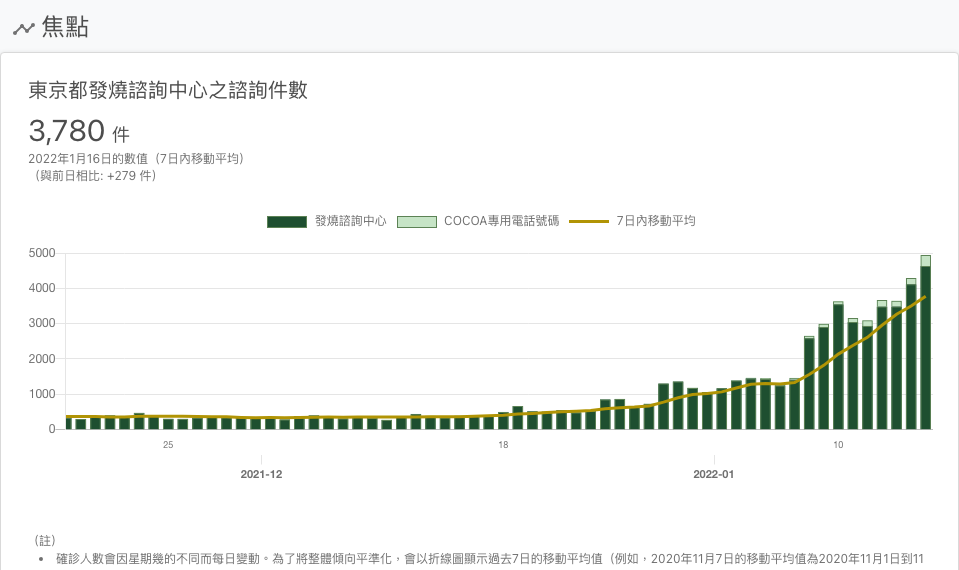 焦點
東京都發燒諮詢中心之諮詢件數
3,780 件
2022年1月16日的數值（7日內移動平均）
（與前日相比: +279 件）
發燒諮詢中心 COCOA專用電話號碼 7日內移動平均
5000
4000
3000
2000
1000
0
25 18 10
2021-12 2022-01
（註）
• 確診人數會因星期幾的不同而每日變動。為了將整體傾向平準化，會以折線圖顯示過去7日的移動平均值（例如，2020年11月7日的移動平均值為2020年11月1日到11